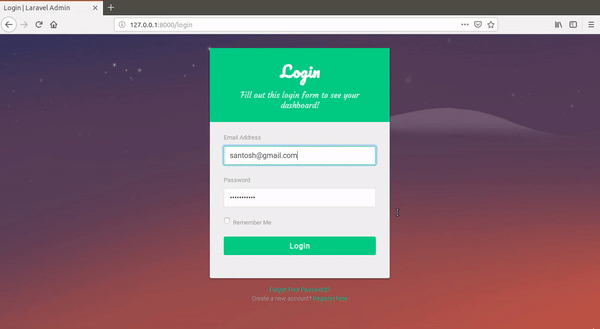 Login | Laravel Admin
127.0.0.1:8000/login
Login
Fill out this login form to see your
dashboard!
Email Address
santosh@gmail.com
Password
•••••••••••
Remember Me
Login
Forgot Your Password?
Create a new account? Register here